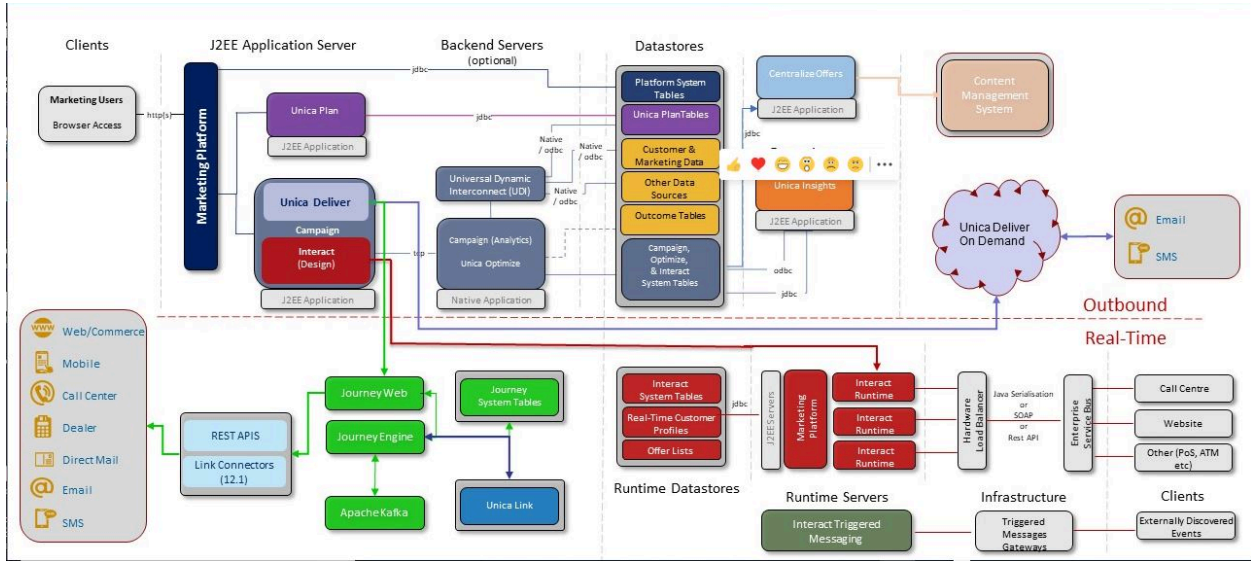 Clients
J2EE Application Server
Backend Servers
(optional)
Datastores
Marketing Users
Browser Access
http(s)
Marketing Platform
jdbc
Unica Plan
J2EE Application
jdbc
Unica Deliver
Campaign
Interact
(Design)
J2EE Application
tcp
Universal Dynamic
Interconnect (UDI)
Campaign (Analytics)
Unica Optimize
Native Application
Native
/ odbc
Native
/ odbc
Native
/ odbc
Platform System
Tables
Unica PlanTables
Customer &
Marketing Data
Other Data
Sources
Outcome Tables
Campaign,
Optimize,
& Interact
System Tables
Centralize Offers
J2EE Application
jdbc
Unica Insights
J2EE Application
odbc
jdbc
Content
Management
System
Unica Deliver
On Demand
Email
SMS
Outbound
Real-Time
Web/Commerce
Mobile
Call Center
Dealer
Direct Mail
Email
SMS
WWW
REST APIS
Link Connectors
(12.1)
Journey Web
Journey Engine
Apache Kafka
Journey
System Tables
Unica Link
Interact
System Tables
Real-Time Customer
Profiles
Offer Lists
Runtime Datastores
jdbc
J2EE Servers
Marketing
Platform
Interact
Runtime
Interact
Runtime
Interact
Runtime
Runtime Servers
Hardware
Load Balancer
Java Serialisation
or
SOAP
or
Rest API
Enterprise
Service Bus
Call Centre
Website
Other (PoS, ATM
etc)
Infrastructure
Clients
Interact Triggered
Messaging
Triggered
Messages
Gateways
Externally Discovered
Events